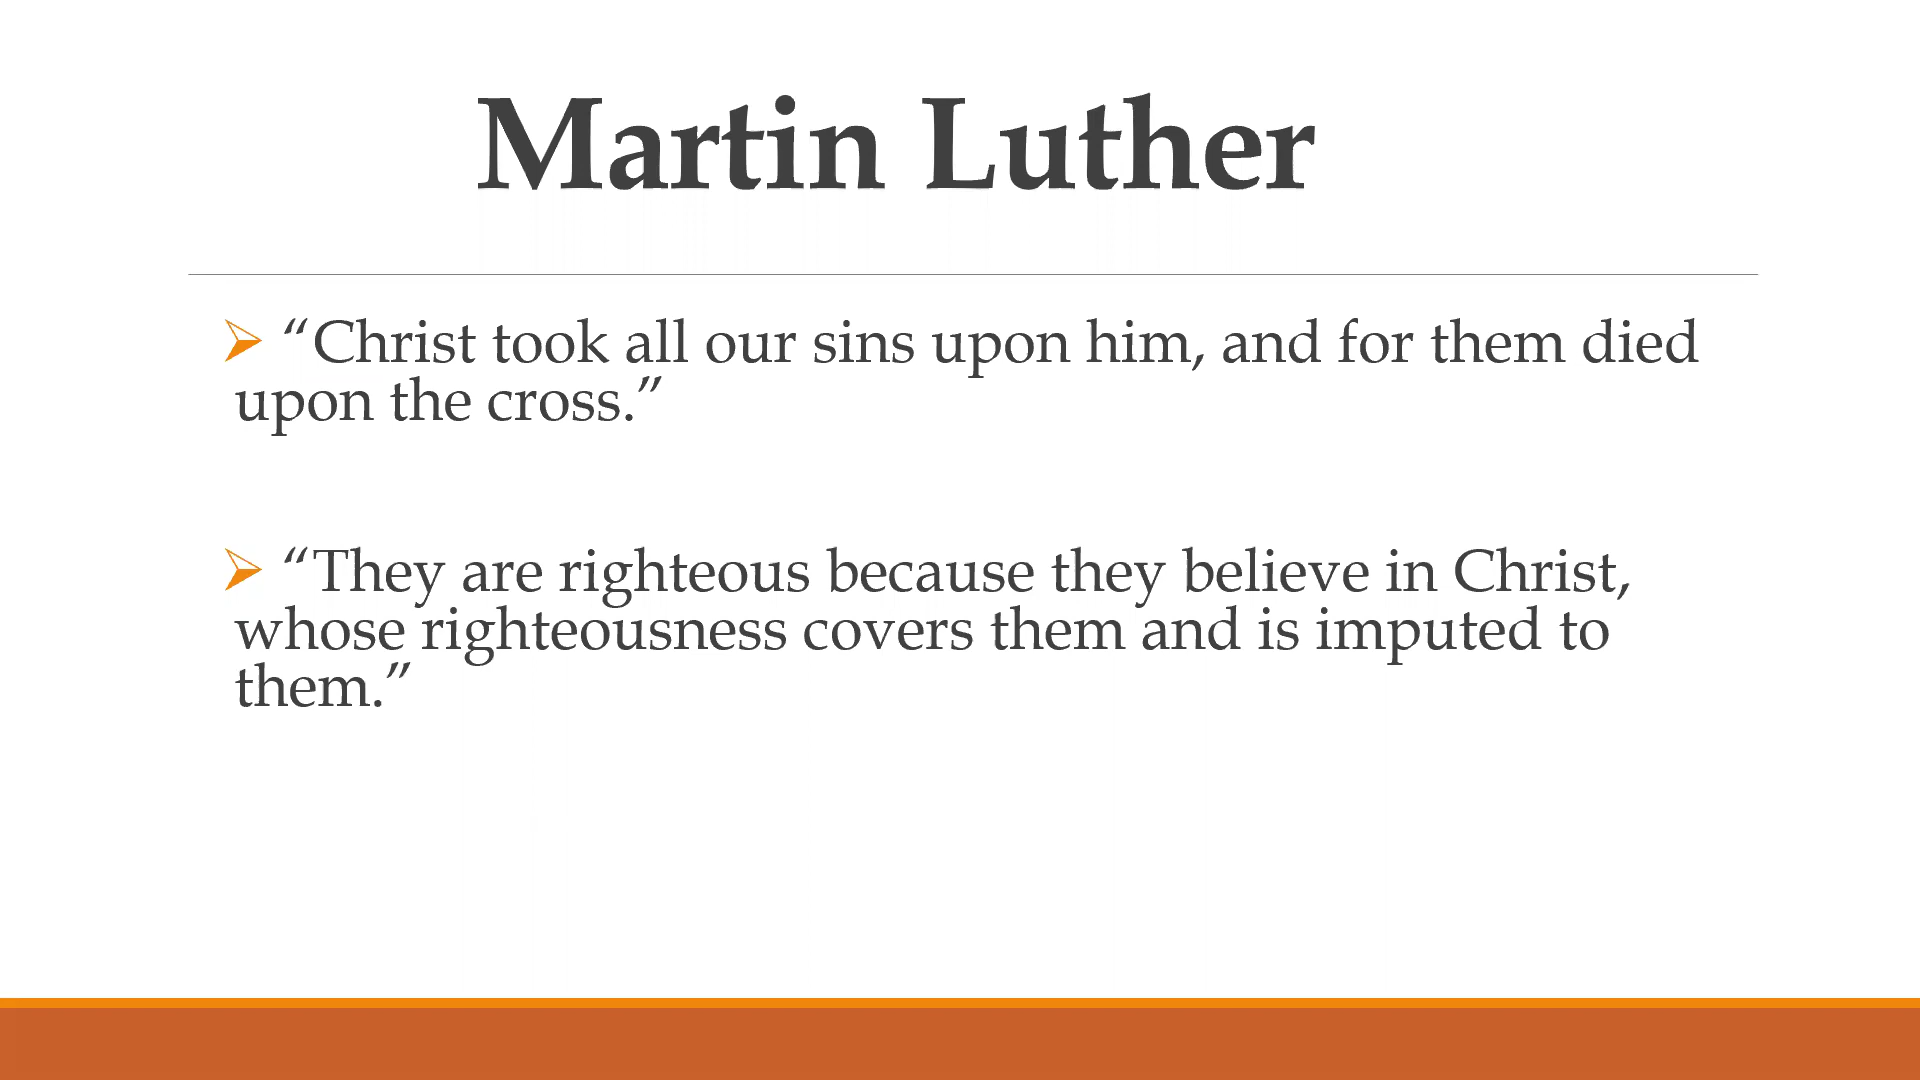 Martin Luther
“Christ took all our sins upon him, and for them died
upon the cross.”
“They are righteous because they believe in Christ,
whose righteousness covers them and is imputed to
them.”